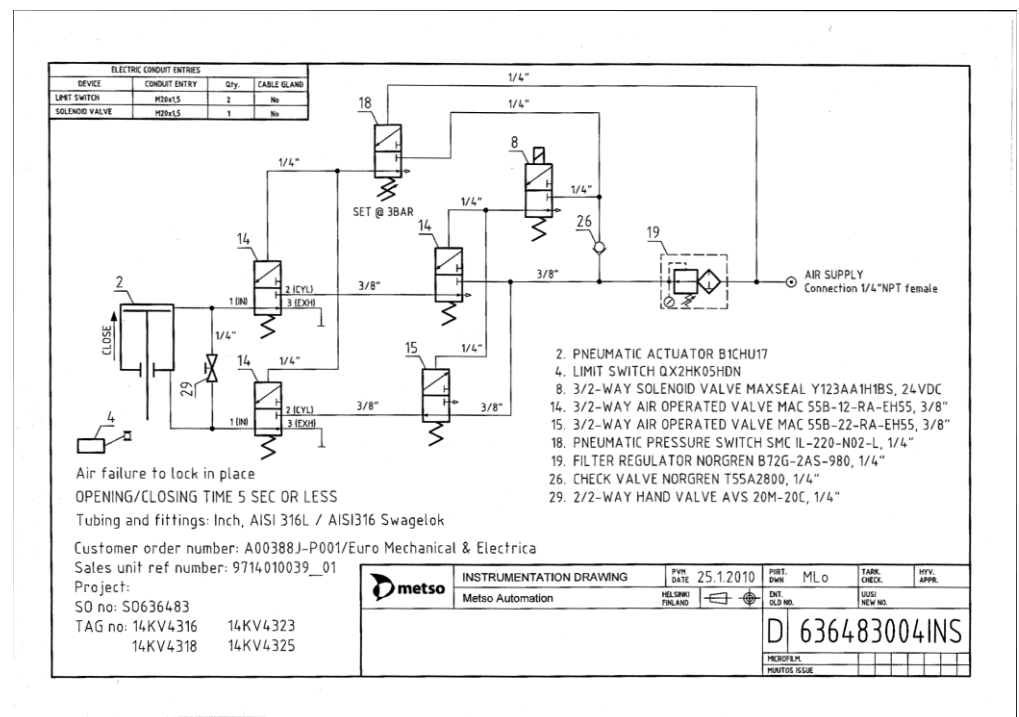 ELECTRIC CONDUIT ENTRIES
DEVICE CONDUIT ENTRY Qty. CABLE GLAND
LIMIT SWITCH M20x1,5 2 No
SOLENOID VALVE M20x1,5 1 No
1/4"
18
1/4"
8
1/4"
1/4"
SET @ 3BAR
1/4"
14
26
19
14
2
3/8"
AIR SUPPLY
Connection 1/4"NPT female
2 (CYL)
3/8"
1 (IN)
3 (EXH)
CLOSE
1/4"
29
14
1/4"
15
1/4"
2 (CYL)
3/8"
3/8"
1 (IN)
3 (EXH)
4
2. PNEUMATIC ACTUATOR B1CHU17
4. LIMIT SWITCH QX2HK05HDN
8. 3/2-WAY SOLENOID VALVE MAXSEAL Y123AA1H1BS, 24VDC
14. 3/2-WAY AIR OPERATED VALVE MAC 55B-12-RA-EH55, 3/8"
15. 3/2-WAY AIR OPERATED VALVE MAC 55B-22-RA-EH55, 3/8"
18. PNEUMATIC PRESSURE SWITCH SMC IL-220-N02-L, 1/4"
19. FILTER REGULATOR NORGREN B72G-2AS-980, 1/4"
26. CHECK VALVE NORGREN T55A2800, 1/4"
29. 2/2-WAY HAND VALVE AVS 20M-20C, 1/4"
Air failure to lock in place
OPENING/CLOSING TIME 5 SEC OR LESS
Tubing and fittings: Inch, AISI 316L / AISI316 Swagelok
Customer order number: A00388J-P001/Euro Mechanical & Electrica
Sales unit ref number: 9714010039_01
Project:
SO no: SO636483
TAG no: 14KV4316 14KV4323
14KV4318 14KV4325
metso
INSTRUMENTATION DRAWING
Metso Automation
PVM
DATE 25.1.2010
PIIRT.
DWN MLo
TARK.
CHECK.
HYV.
APPR.
HELSINKI
FINLAND
ENT.
OLD NO.
UUSI
NEW NO.
D 636483004INS
MICROFILM.
MUUTOS ISSUE